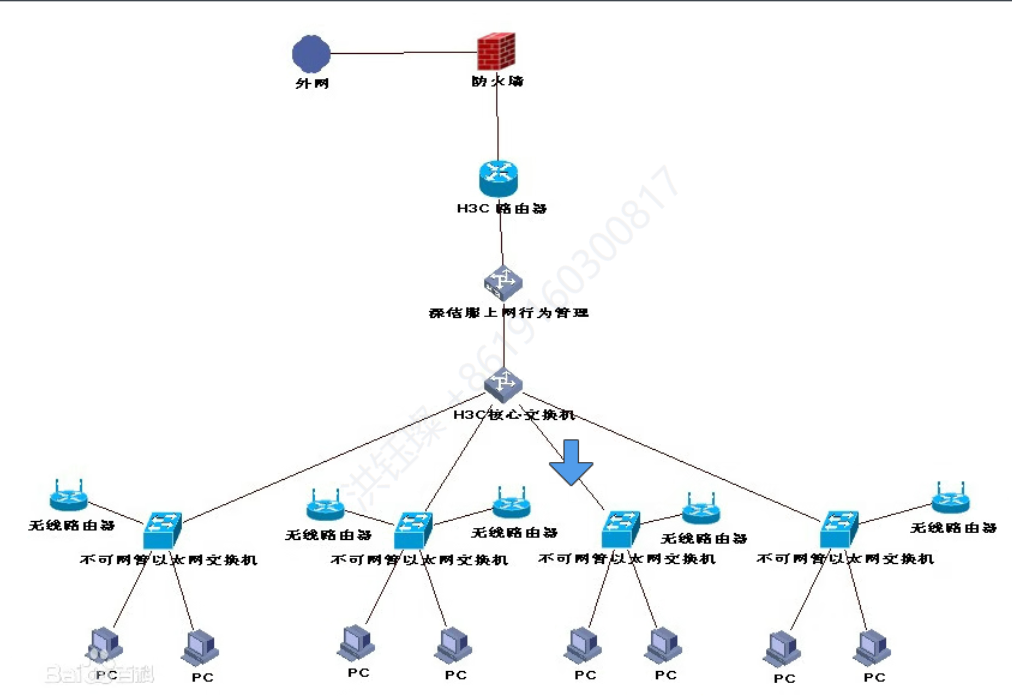 外网
防火墙
H3C 路由器
深信服上网行为管理
H3C核心交换机
无线路由器
无线路由器
无线路由器
无线路由器
无线路由器
不可网管以太网交换机
不可网管以太网交换机
不可网管以太网交换机
不可网管以太网交换机
PC
PC
PC
PC
PC
PC
PC
PC
Bai百科
洪钰璨 +8619160300817